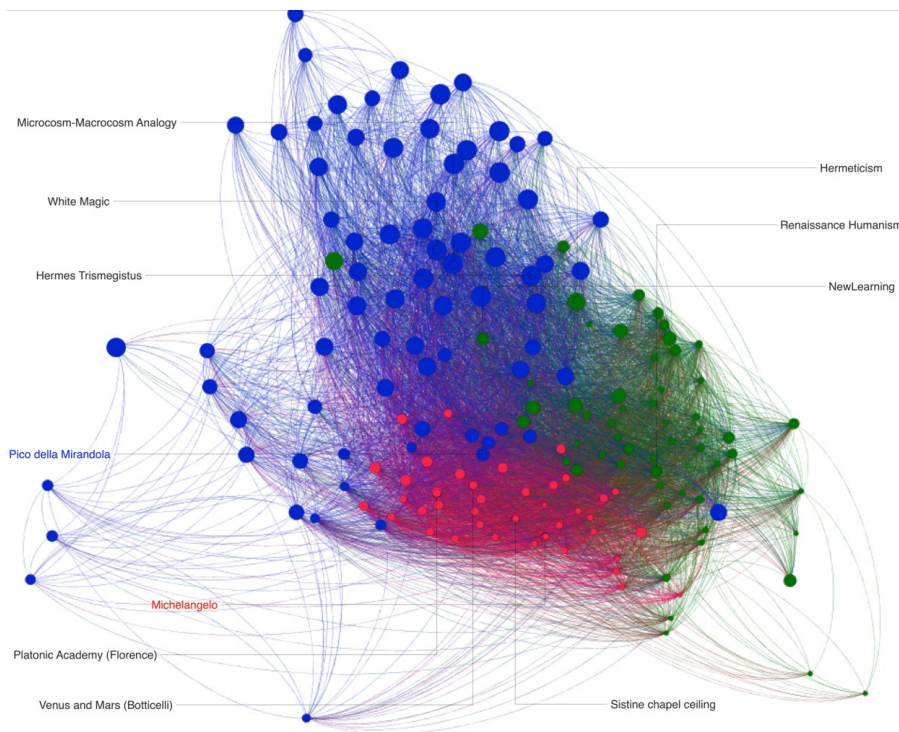 Microcosm-Macrocosm Analogy
Hermeticism
White Magic
Renaissance Humanism
Hermes Trismegistus
NewLearning
Pico della Mirandola
Michelangelo
Platonic Academy (Florence)
Venus and Mars (Botticelli)
Sistine chapel ceiling